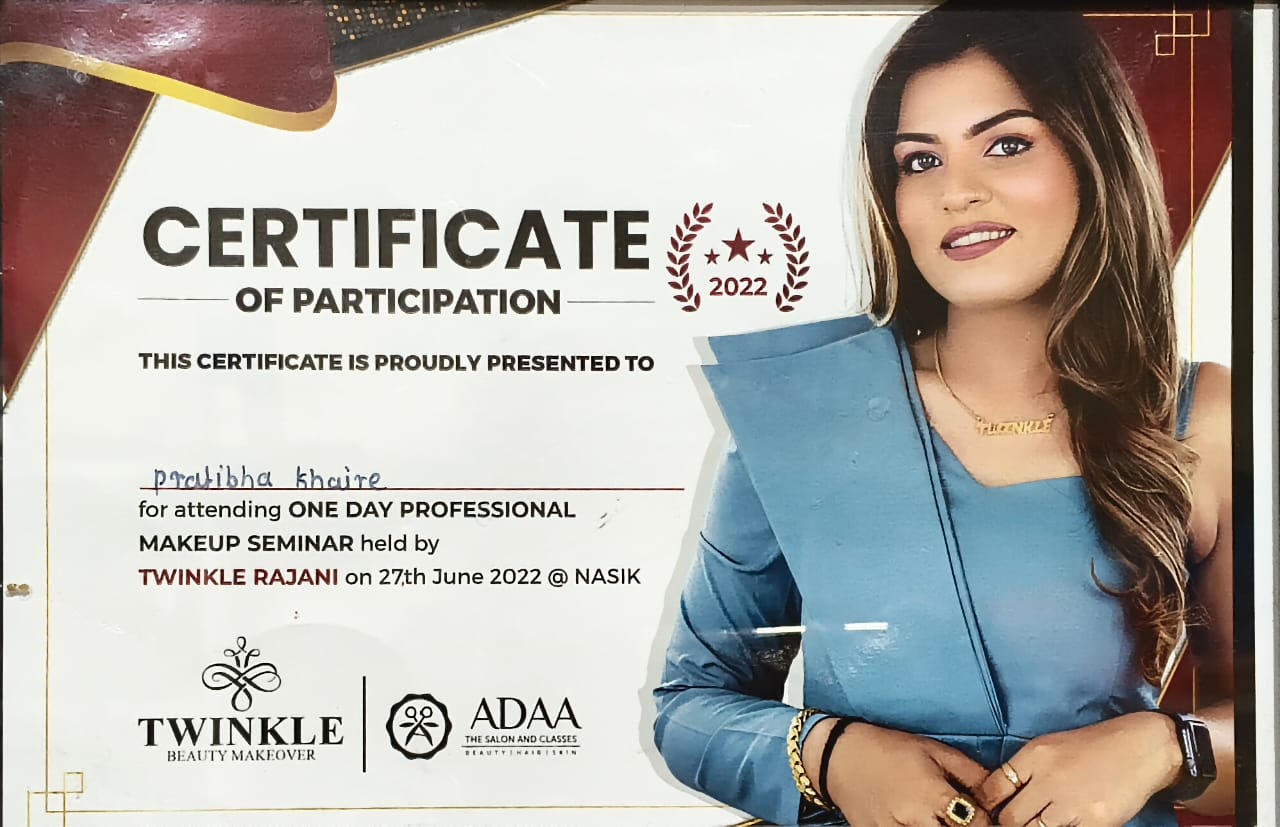 CERTIFICATE
OF PARTICIPATION
2022
THIS CERTIFICATE IS PROUDLY PRESENTED TO
pratibha khaire
for attending ONE DAY PROFESSIONAL
MAKEUP SEMINAR held by
TWINKLE RAJANI on 27,th June 2022 @ NASIK
TWINKLE
BEAUTY MAKEOVER
ADAA
THE SALON AND CLASSES
BEAUTY | HAIR | SKIN
TWINKLE